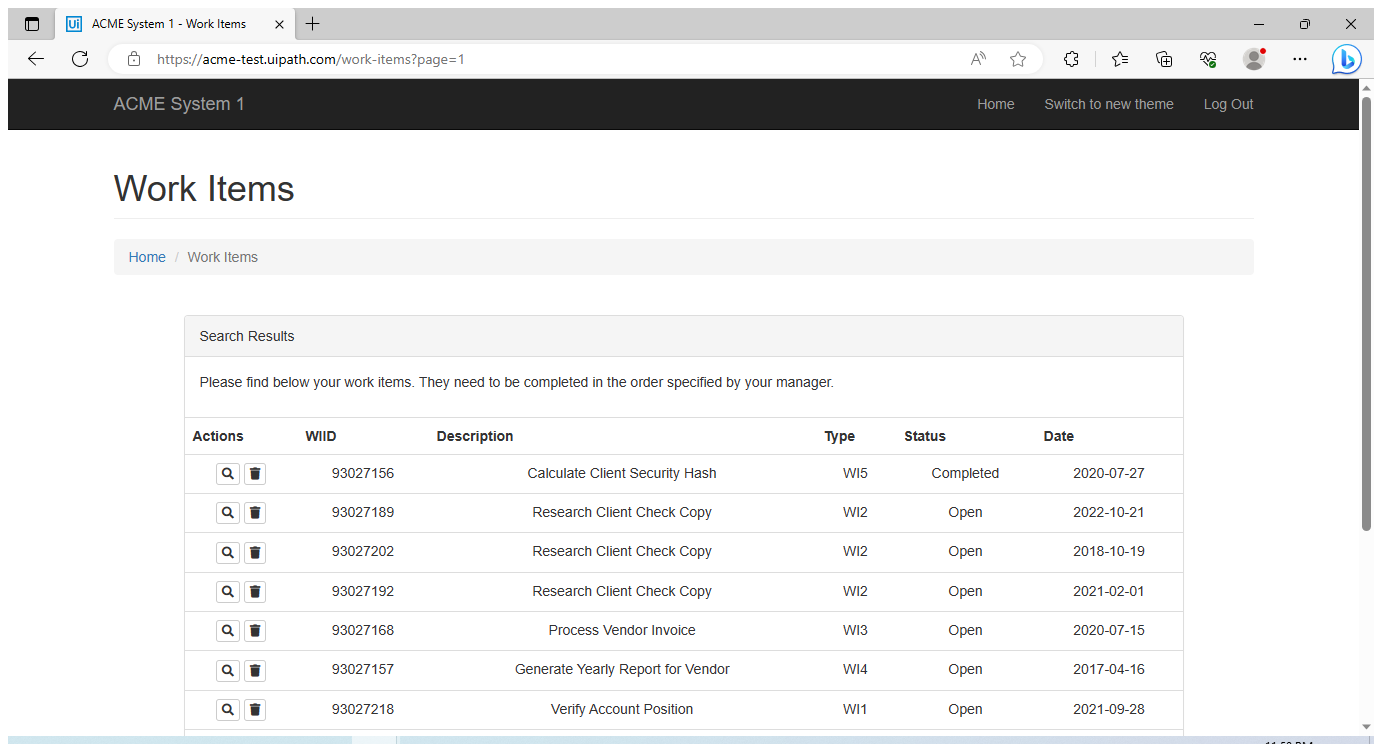 ACME System 1 - Work Items
https://acme-test.uipath.com/work-items?page=1
ACME System 1 Home Switch to new theme Log Out
Work Items
Home / Work Items
Search Results
Please find below your work items. They need to be completed in the order specified by your manager.
Actions WIID Description Type Status Date
93027156 Calculate Client Security Hash WI5 Completed 2020-07-27
93027189 Research Client Check Copy WI2 Open 2022-10-21
93027202 Research Client Check Copy WI2 Open 2018-10-19
93027192 Research Client Check Copy WI2 Open 2021-02-01
93027168 Process Vendor Invoice WI3 Open 2020-07-15
93027157 Generate Yearly Report for Vendor WI4 Open 2017-04-16
93027218 Verify Account Position WI1 Open 2021-09-28